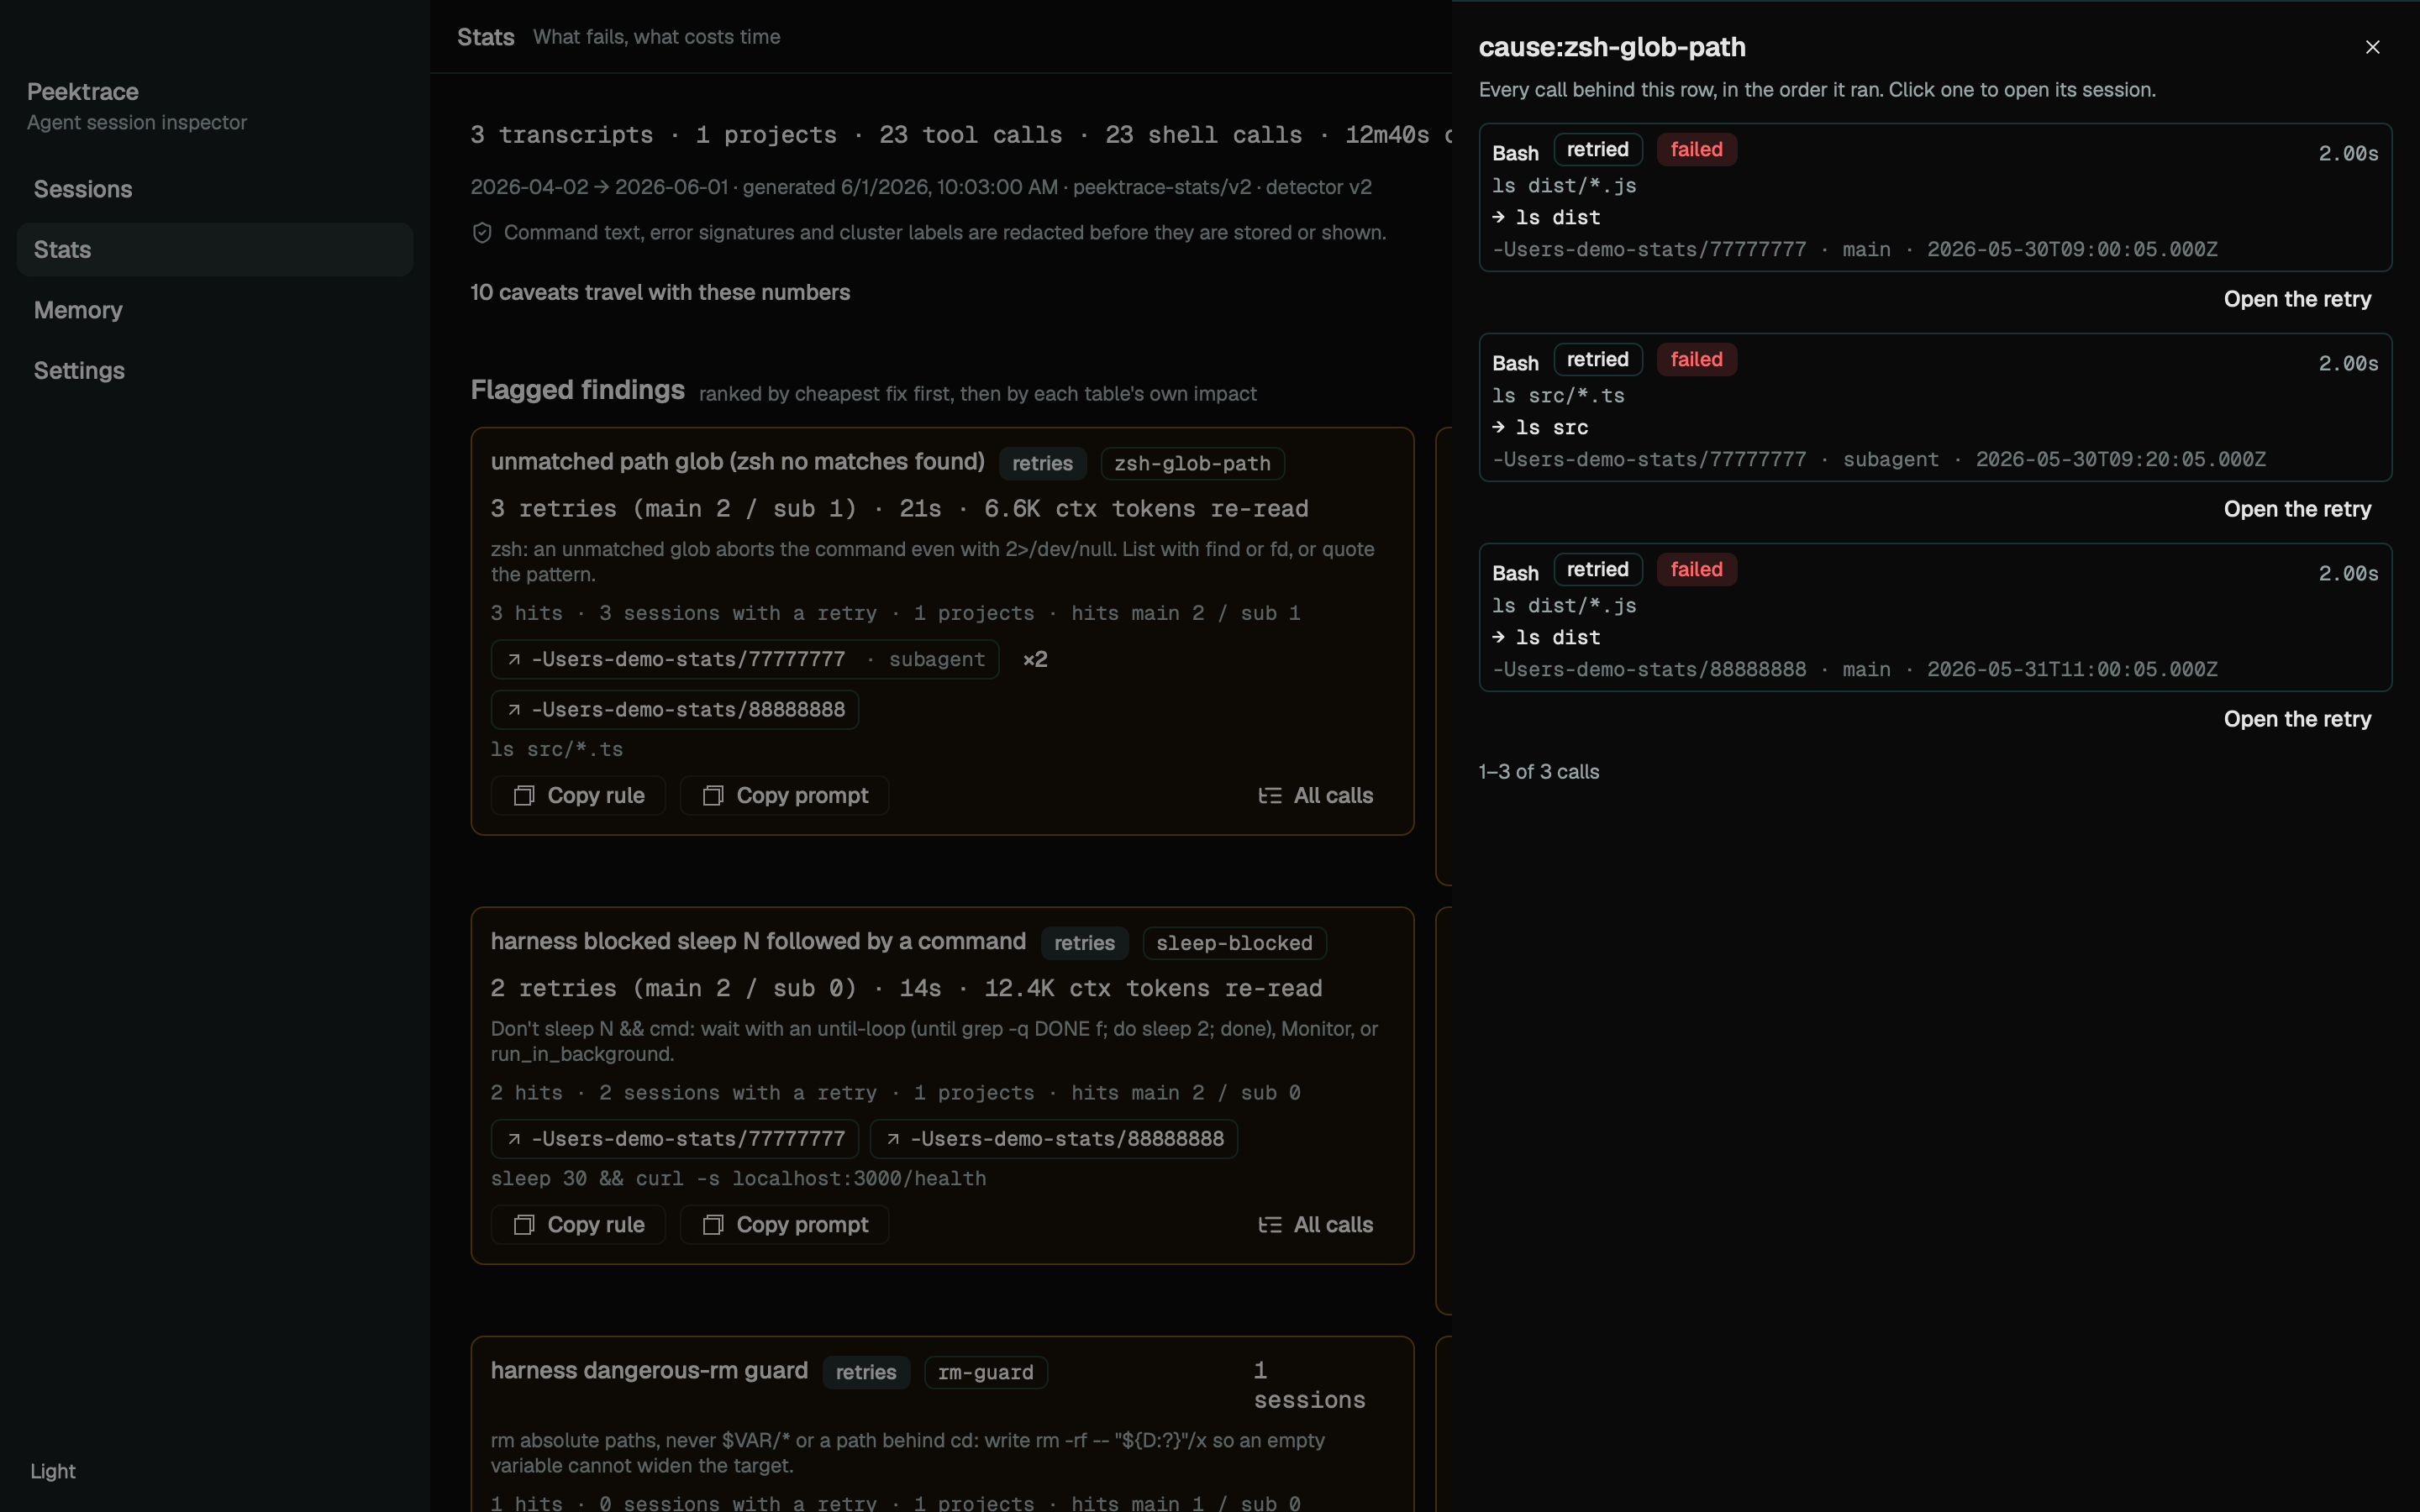 Peektrace
Agent session inspector
Sessions
Stats
Memory
Settings
Light
Stats What fails, what costs time
3 transcripts · 1 projects · 23 tool calls · 23 shell calls · 12m40s
2026-04-02 → 2026-06-01 · generated 6/1/2026, 10:03:00 AM · peektrace-stats/v2 · detector v2
Command text, error signatures and cluster labels are redacted before they are stored or shown.
10 caveats travel with these numbers
Flagged findings ranked by cheapest fix first, then by each table's own impact
unmatched path glob (zsh no matches found) retries zsh-glob-path
3 retries (main 2 / sub 1) · 21s · 6.6K ctx tokens re-read
zsh: an unmatched glob aborts the command even with 2>/dev/null. List with find or fd, or quote
the pattern.
3 hits · 3 sessions with a retry · 1 projects · hits main 2 / sub 1
↗ -Users-demo-stats/77777777 · subagent ×2
↗ -Users-demo-stats/88888888
ls src/*.ts
Copy rule Copy prompt All calls
harness blocked sleep N followed by a command retries sleep-blocked
2 retries (main 2 / sub 0) · 14s · 12.4K ctx tokens re-read
Don't sleep N && cmd: wait with an until-loop (until grep -q DONE f; do sleep 2; done), Monitor, or
run_in_background.
2 hits · 2 sessions with a retry · 1 projects · hits main 2 / sub 0
↗ -Users-demo-stats/77777777 ↗ -Users-demo-stats/88888888
sleep 30 && curl -s localhost:3000/health
Copy rule Copy prompt All calls
harness dangerous-rm guard retries rm-guard 1
sessions
rm absolute paths, never $VAR/* or a path behind cd: write rm -rf -- "${D:?}"/x so an empty
variable cannot widen the target.
1 hits · 0 sessions with a retry · 1 projects · hits main 1 / sub 0
cause:zsh-glob-path
Every call behind this row, in the order it ran. Click one to open its session.
Bash retried failed 2.00s
ls dist/*.js
→ ls dist
-Users-demo-stats/77777777 · main · 2026-05-30T09:00:05.000Z
Open the retry
Bash retried failed 2.00s
ls src/*.ts
→ ls src
-Users-demo-stats/77777777 · subagent · 2026-05-30T09:20:05.000Z
Open the retry
Bash retried failed 2.00s
ls dist/*.js
→ ls dist
-Users-demo-stats/88888888 · main · 2026-05-31T11:00:05.000Z
Open the retry
1–3 of 3 calls